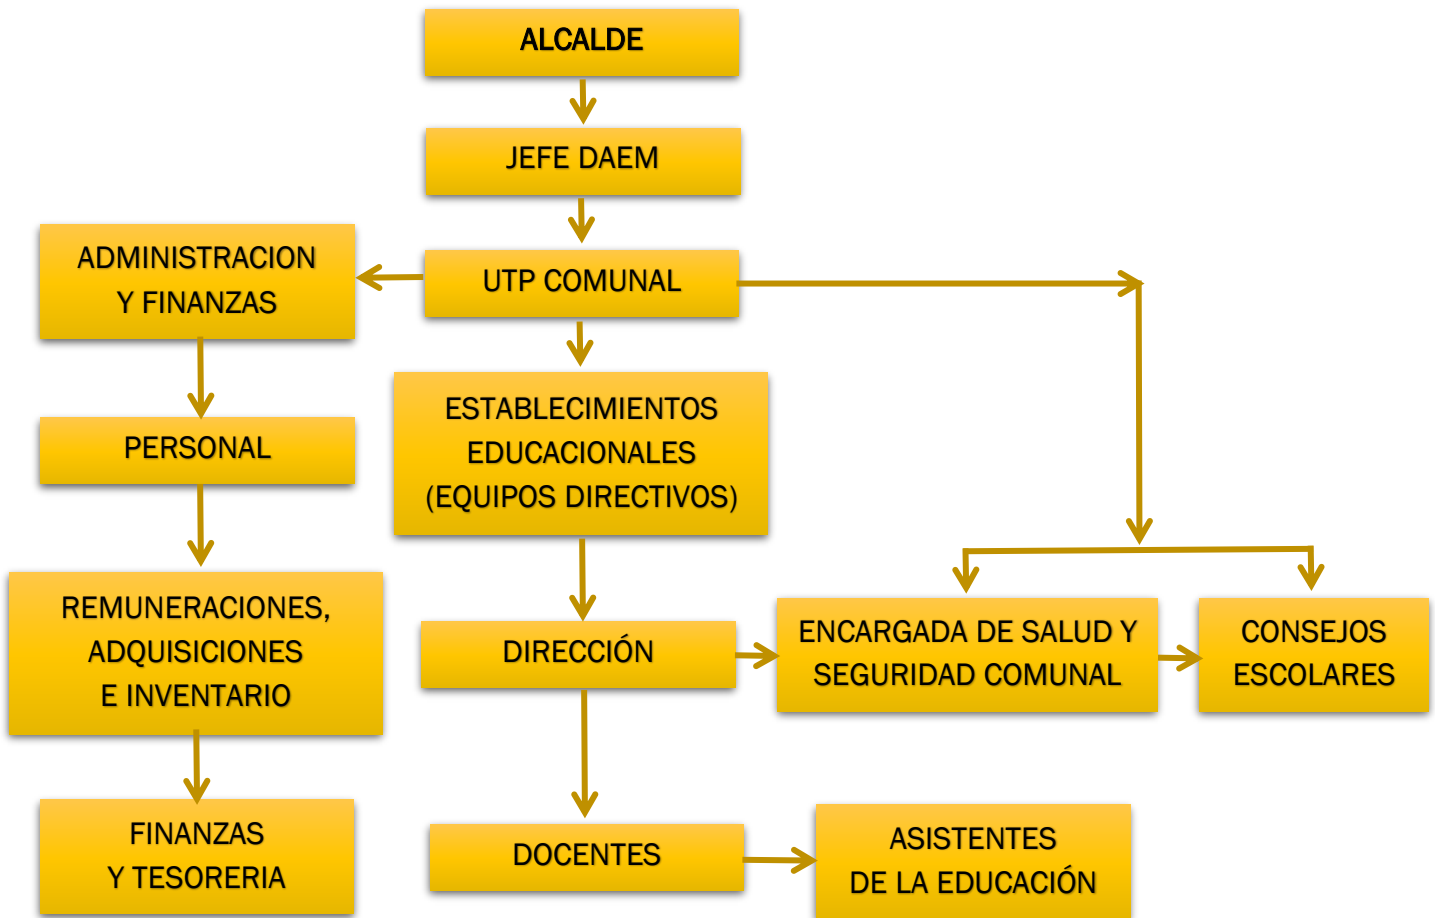 ALCALDE
JEFE DAEM
ADMINISTRACION
Y FINANZAS
UTP COMUNAL
PERSONAL
ESTABLECIMIENTOS
EDUCACIONALES
(EQUIPOS DIRECTIVOS)
REMUNERACIONES,
ADQUISICIONES
E INVENTARIO
DIRECCIÓN
ENCARGADA DE SALUD Y
SEGURIDAD COMUNAL
CONSEJOS
ESCOLARES
FINANZAS
Y TESORERIA
DOCENTES
ASISTENTES
DE LA EDUCACIÓN